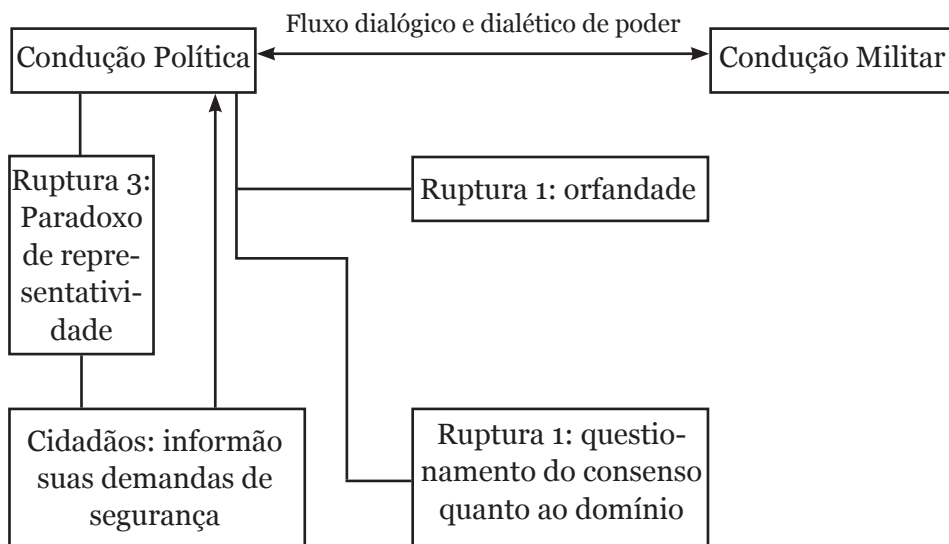 Fluxo dialógico e dialético de poder
Condução Política
Condução Militar
Ruptura 3:
Paradoxo
de repre-
sentativi-
dade
Ruptura 1: orfandade
Cidadãos: informão
suas demandas de
segurança
Ruptura 1: questio-
namento do consenso
quanto ao domínio